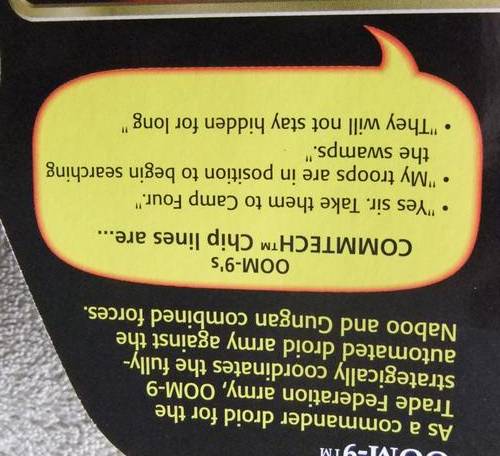 OOM-9™
As a commander droid for the
Trade Federation army, OOM-9
strategically coordinates the fully-
automated droid army against the
Naboo and Gungan combined forces.
OOM-9's
COMMTECH™ Chip lines are...
• "Yes sir. Take them to Camp Four."
• "My troops are in position to begin searching
the swamps."
• "They will not stay hidden for long"